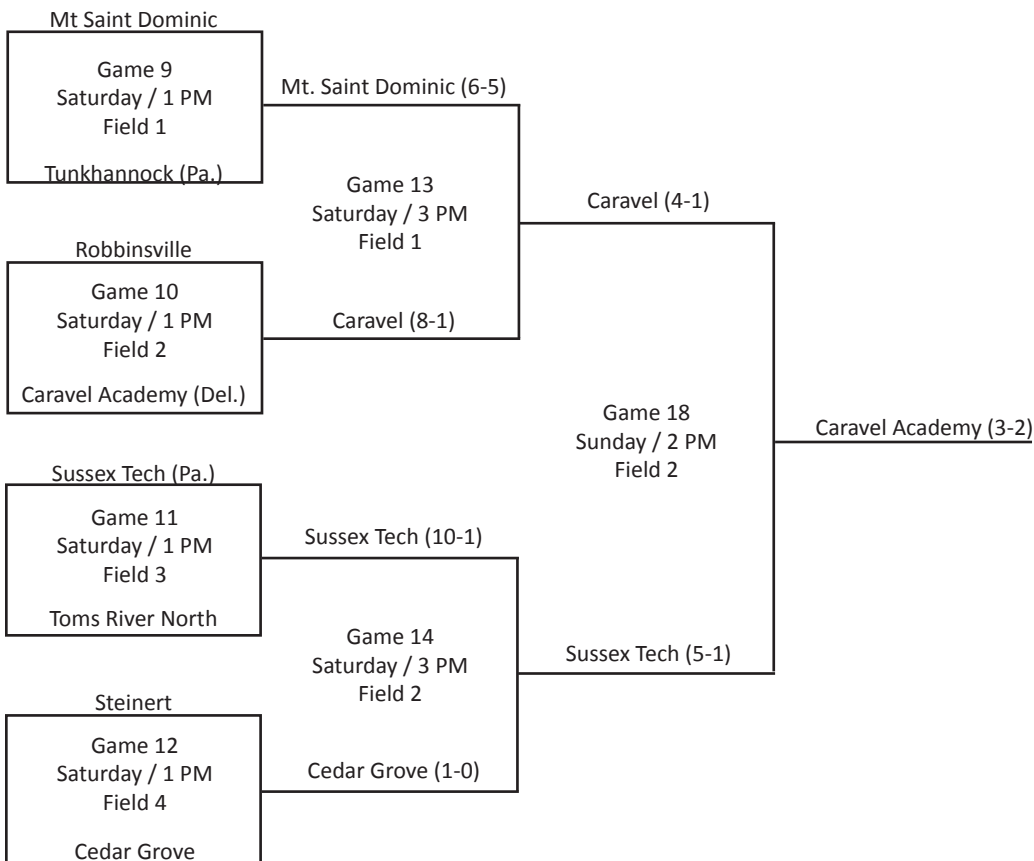 Mt Saint Dominic
Game 9
Saturday / 1 PM
Field 1
Tunkhannock (Pa.)
Mt. Saint Dominic (6-5)
Game 13
Saturday / 3 PM
Field 1
Robbinsville
Game 10
Saturday / 1 PM
Field 2
Caravel Academy (Del.)
Caravel (8-1)
Caravel (4-1)
Game 18
Sunday / 2 PM
Field 2
Caravel Academy (3-2)
Sussex Tech (Pa.)
Game 11
Saturday / 1 PM
Field 3
Toms River North
Sussex Tech (10-1)
Game 14
Saturday / 3 PM
Field 2
Sussex Tech (5-1)
Steinert
Game 12
Saturday / 1 PM
Field 4
Cedar Grove
Cedar Grove (1-0)